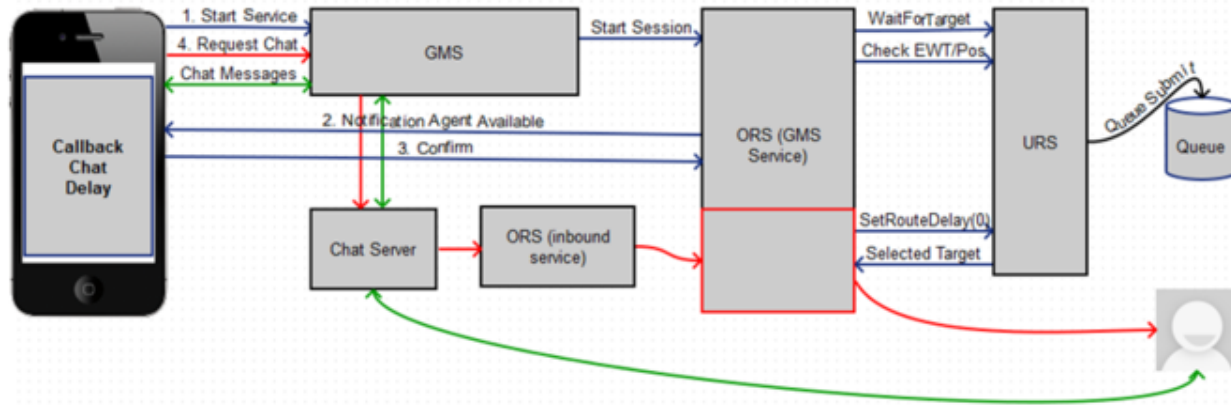 1. Start Service
4. Request Chat
Chat Messages
GMS
Start Session
WaitForTarget
Check EWT/Pos
Queue Submit
Callback
Chat
Delay
2. Notification Agent Available
3. Confirm
ORS (GMS
Service)
URS
Queue
Chat Server
ORS (inbound
service)
SetRouteDelay(0)
Selected Target